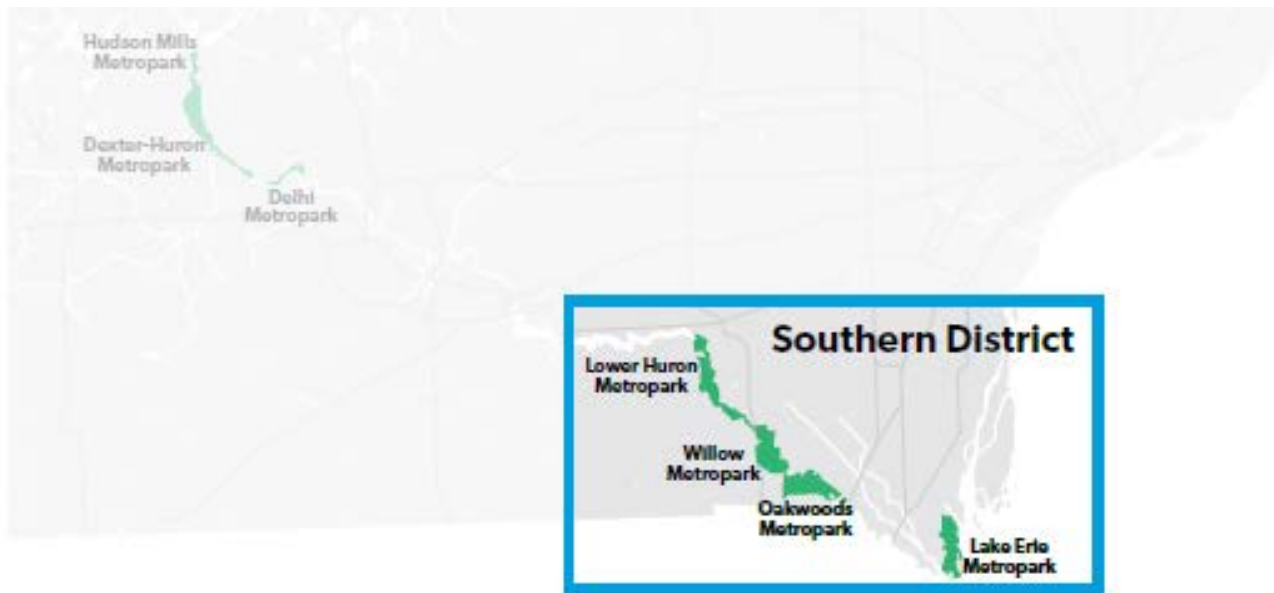 Hudson Mills
Metropark
Dexter-Huron
Metropark
Delhi
Metropark
Southern District
Lower Huron
Metropark
Willow
Metropark
Oakwoods
Metropark
Lake Erie
Metropark